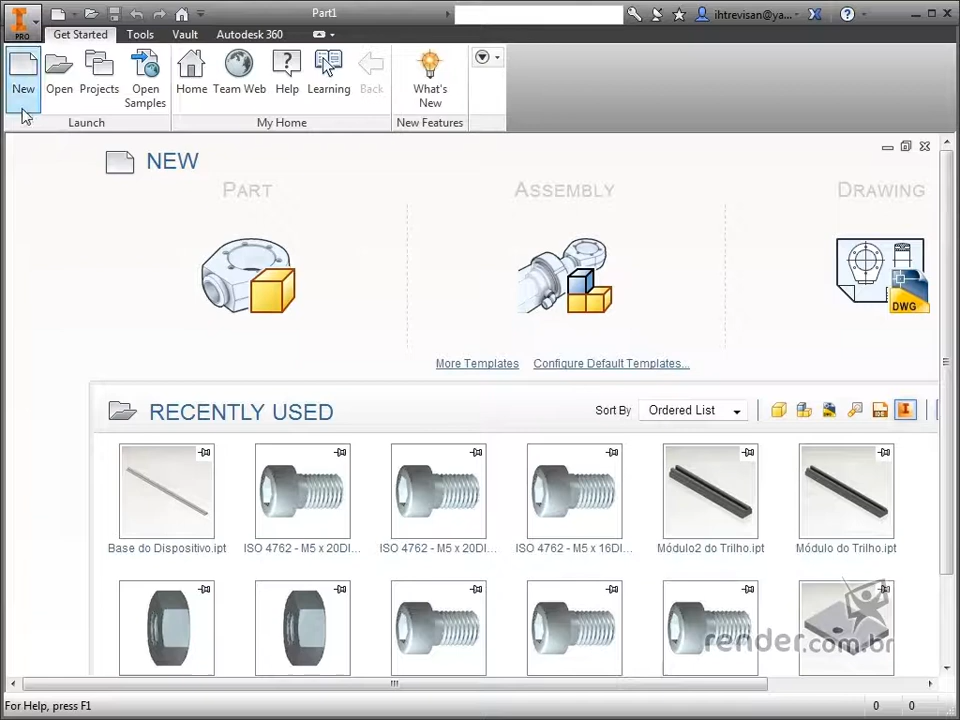 PRO
Part1
ihtrevisan@ya...
Get Started
Tools
Vault
Autodesk 360
New
Open
Projects
Open Samples
Home
Team Web
Help
Learning
Back
What's New
Launch
My Home
New Features
NEW
PART
ASSEMBLY
DRAWING
DWG
More Templates
Configure Default Templates...
RECENTLY USED
Sort By
Ordered List
Base do Dispositivo.ipt
ISO 4762 - M5 x 20DI...
ISO 4762 - M5 x 20DI...
ISO 4762 - M5 x 16DI...
Módulo2 do Trilho.ipt
Módulo do Trilho.ipt
render.com.br
For Help, press F1
0
0